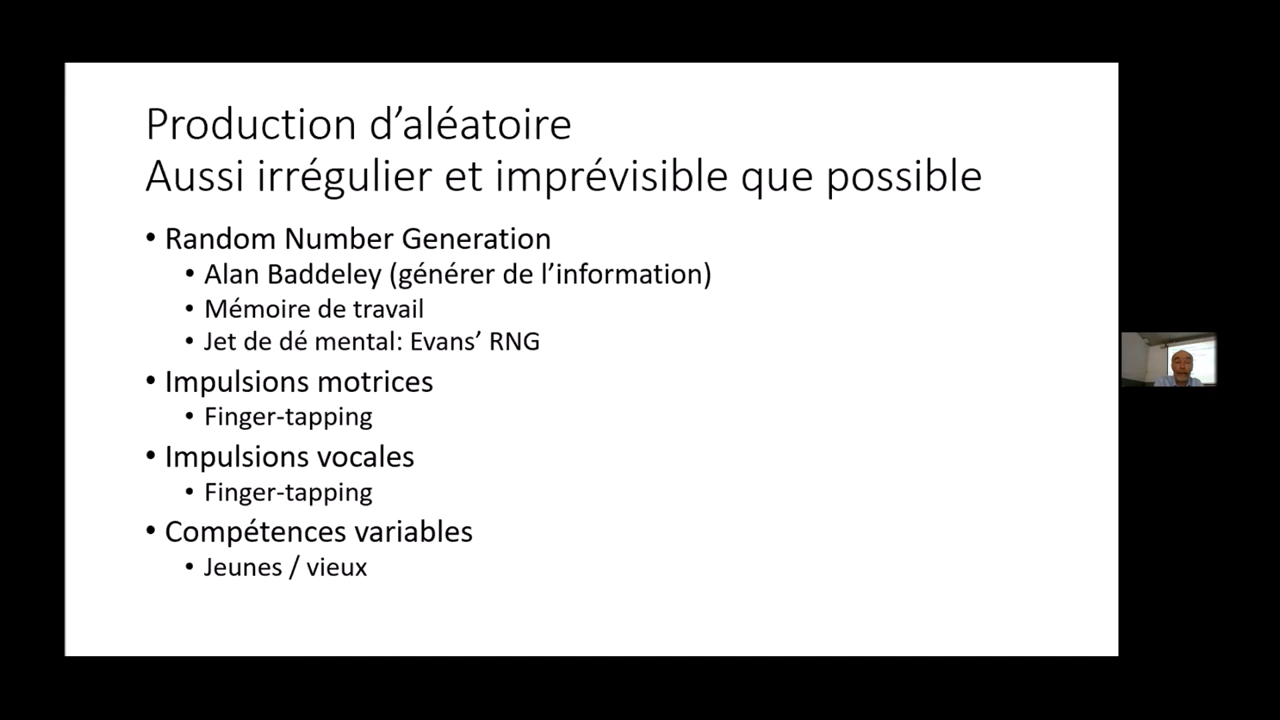 Production d’aléatoire
Aussi irrégulier et imprévisible que possible
• Random Number Generation
• Alan Baddeley (générer de l’information)
• Mémoire de travail
• Jet de dé mental: Evans’ RNG
• Impulsions motrices
• Finger-tapping
• Impulsions vocales
• Finger-tapping
• Compétences variables
• Jeunes / vieux